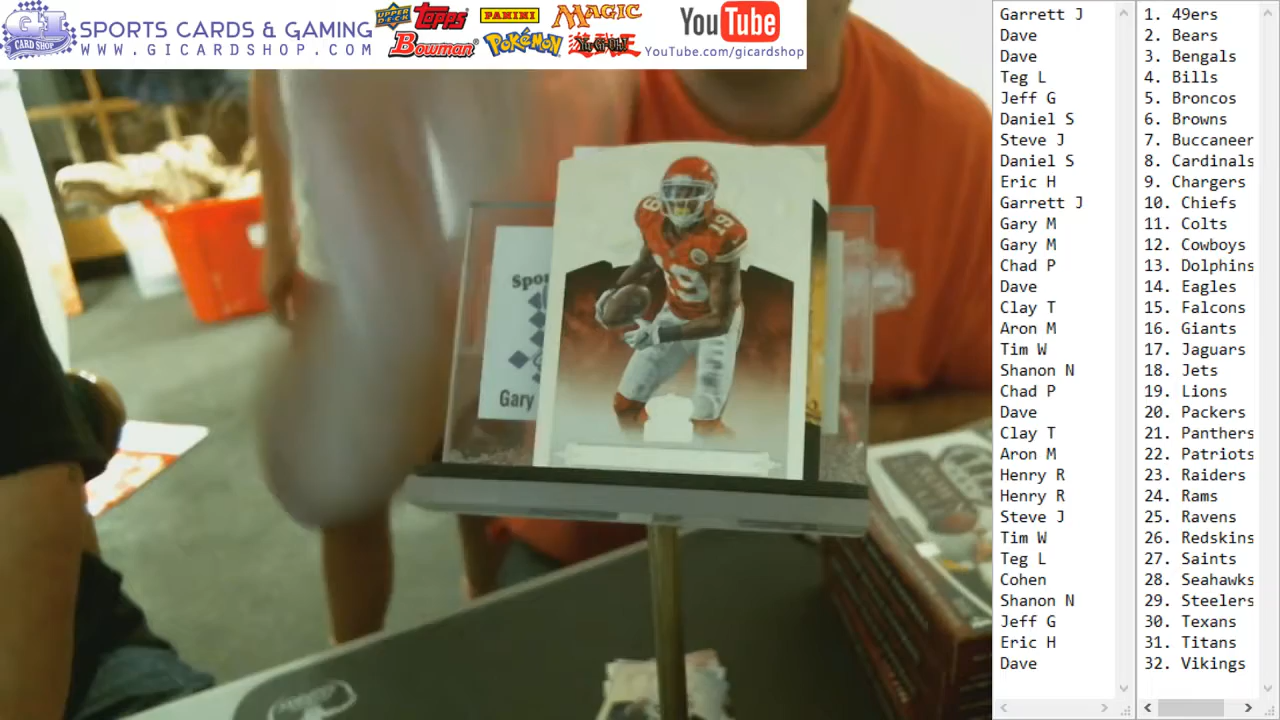 GI
CARD SHOP
SPORTS CARDS & GAMING
WWW.GICARDSHOP.COM
UPPER DECK
Topps
PANINI
MAGIC
Bowman
POKéMON
Yu-Gi-Oh!
YouTube
YouTube.com/gicardshop
Spor
Gary
19
19
Garrett J
Dave
Dave
Teg L
Jeff G
Daniel S
Steve J
Daniel S
Eric H
Garrett J
Gary M
Gary M
Chad P
Dave
Clay T
Aron M
Tim W
Shanon N
Chad P
Dave
Clay T
Aron M
Henry R
Henry R
Steve J
Tim W
Teg L
Cohen
Shanon N
Jeff G
Eric H
Dave
1. 49ers
2. Bears
3. Bengals
4. Bills
5. Broncos
6. Browns
7. Buccaneer
8. Cardinals
9. Chargers
10. Chiefs
11. Colts
12. Cowboys
13. Dolphins
14. Eagles
15. Falcons
16. Giants
17. Jaguars
18. Jets
19. Lions
20. Packers
21. Panthers
22. Patriots
23. Raiders
24. Rams
25. Ravens
26. Redskins
27. Saints
28. Seahawks
29. Steelers
30. Texans
31. Titans
32. Vikings